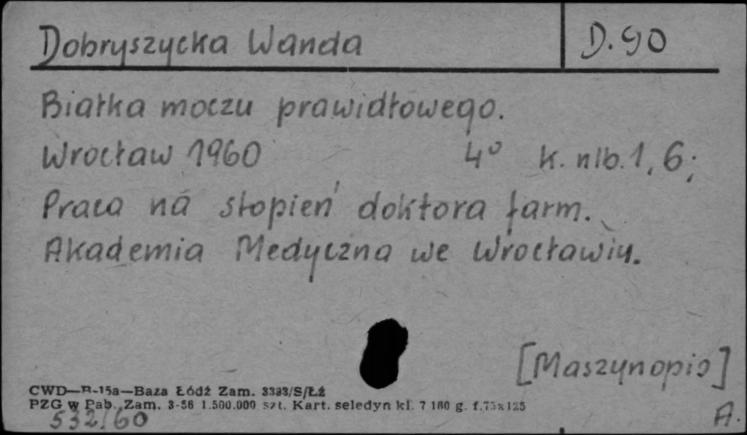 Dobryszycka Wanda D.90
Białka moczu prawidłowego.
Wrocław 1960 4° k. nlb. 1, 6;
Praca na stopień doktora farm.
Akademia Medyczna we Wrocławiu.
[Maszynopis]
CWD—B-15a—Baza Łódź Zam. 3393/S/Łź
PZG w Pab. Zam. 3-56 1.500.000 szt. Kart. seledyn kl. 7 180 g. f. 75x125
532/60 A.